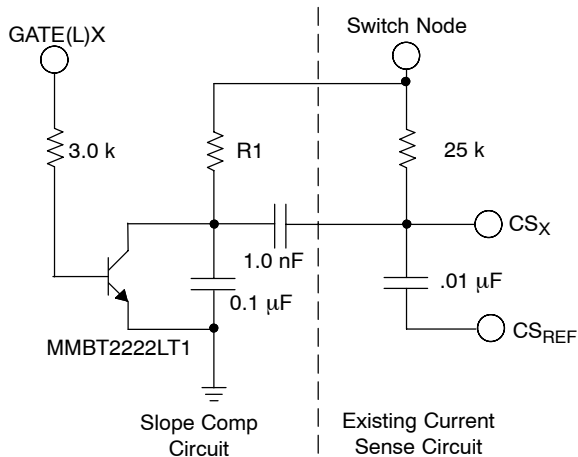 GATE(L)X
Switch Node
3.0 k
R1
25 k
CSX
1.0 nF
0.1 μF
.01 μF
CSREF
MMBT2222LT1
Slope Comp
Circuit
Existing Current
Sense Circuit